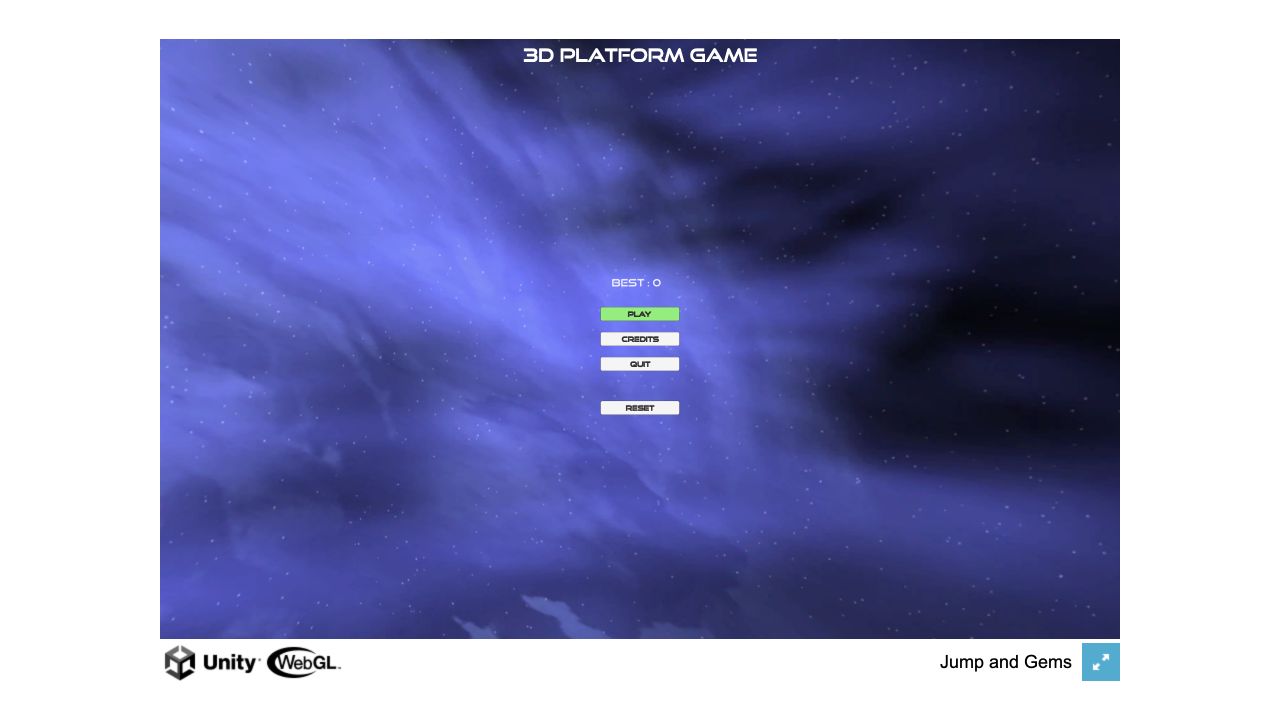 3D PLATFORM GAME
BEST : 0
PLAY
CREDITS
QUIT
RESET
Unity WebGL
Jump and Gems